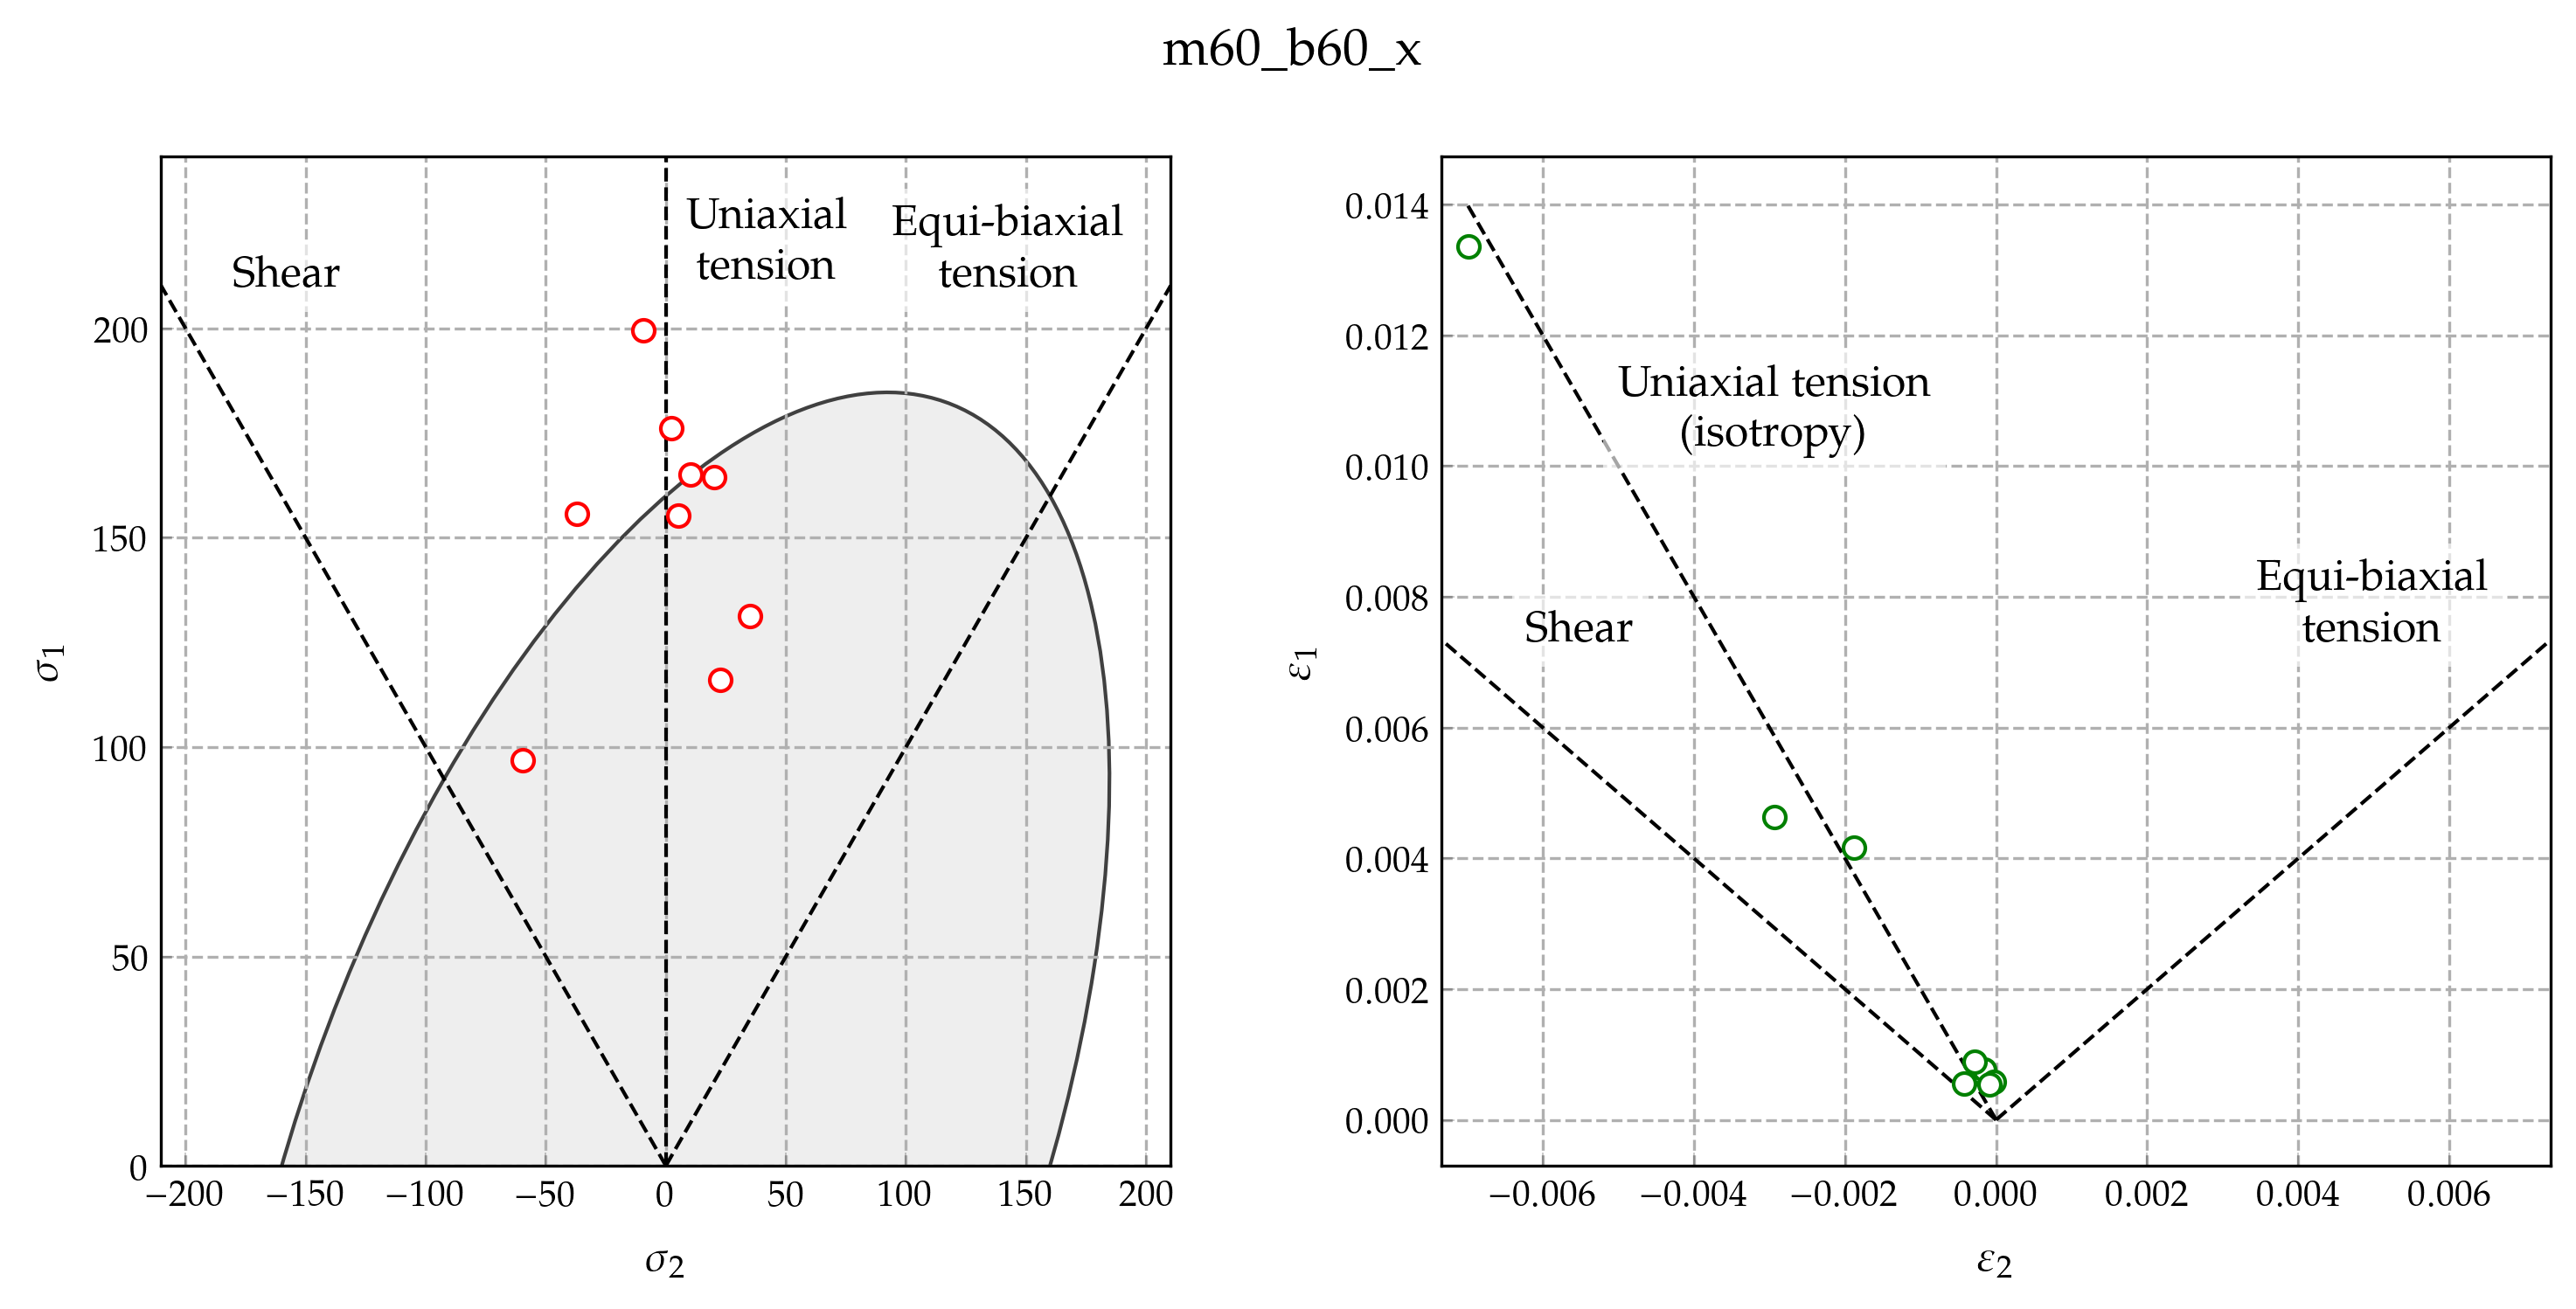 m60_b60_x
Uniaxial
tension
Equi-biaxial
tension
Shear
200
150
100
50
0
σ1
−200
−150
−100
−50
0
50
100
150
200
σ2
0.014
0.012
0.010
0.008
0.006
0.004
0.002
0.000
ε1
Uniaxial tension
(isotropy)
Equi-biaxial
tension
Shear
−0.006
−0.004
−0.002
0.000
0.002
0.004
0.006
ε2